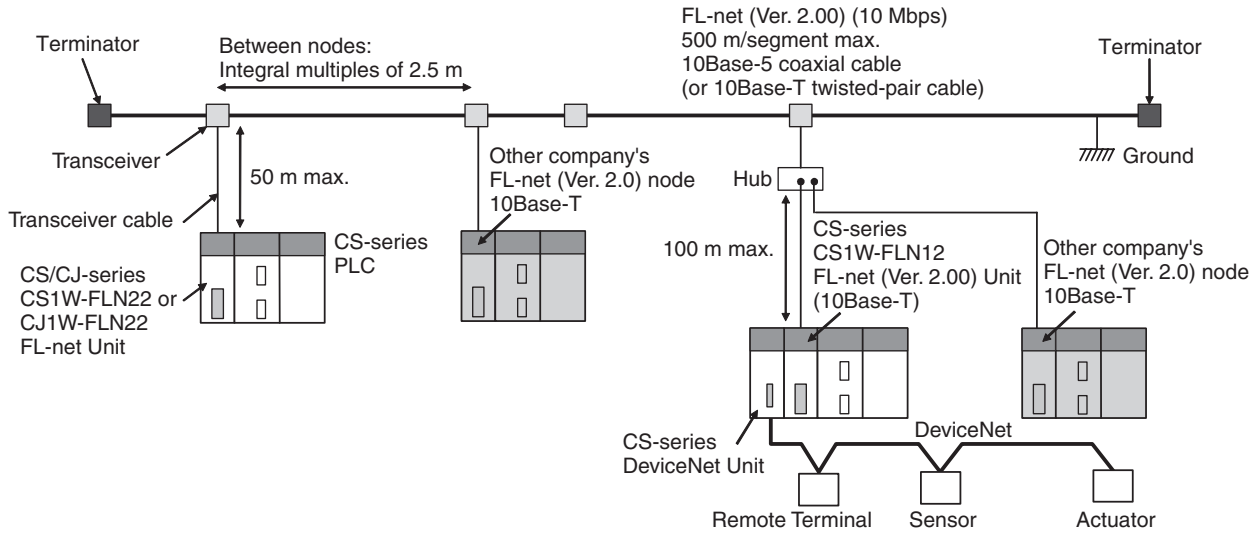 FL-net (Ver. 2.00) (10 Mbps)
500 m/segment max.
10Base-5 coaxial cable
(or 10Base-T twisted-pair cable)
Terminator
Between nodes:
Integral multiples of 2.5 m
Terminator
Transceiver
50 m max.
Other company's
FL-net (Ver. 2.0) node
10Base-T
Hub
Ground
Transceiver cable
CS-series
PLC
CS/CJ-series
CS1W-FLN22 or
CJ1W-FLN22
FL-net Unit
100 m max.
CS-series
CS1W-FLN12
FL-net (Ver. 2.00) Unit
(10Base-T)
Other company's
FL-net (Ver. 2.0) node
10Base-T
CS-series
DeviceNet Unit
DeviceNet
Remote Terminal
Sensor
Actuator